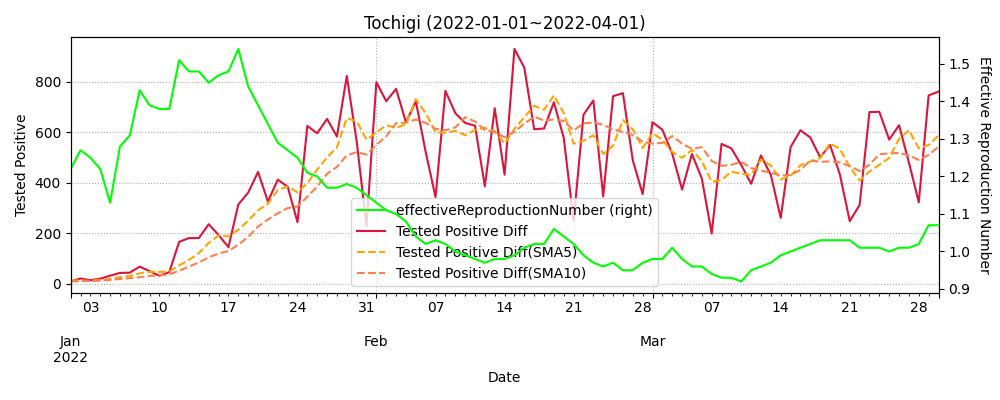 Tochigi (2022-01-01~2022-04-01)
Tested Positive
800
600
400
200
0
1.5
1.4
1.3
1.2
1.1
1.0
0.9
Effective Reproduction Number
effectiveReproductionNumber (right)
Tested Positive Diff
Tested Positive Diff(SMA5)
Tested Positive Diff(SMA10)
03 10 17 24 31 07 14 21 28 07 14 21 28
Jan Feb Mar
2022
Date